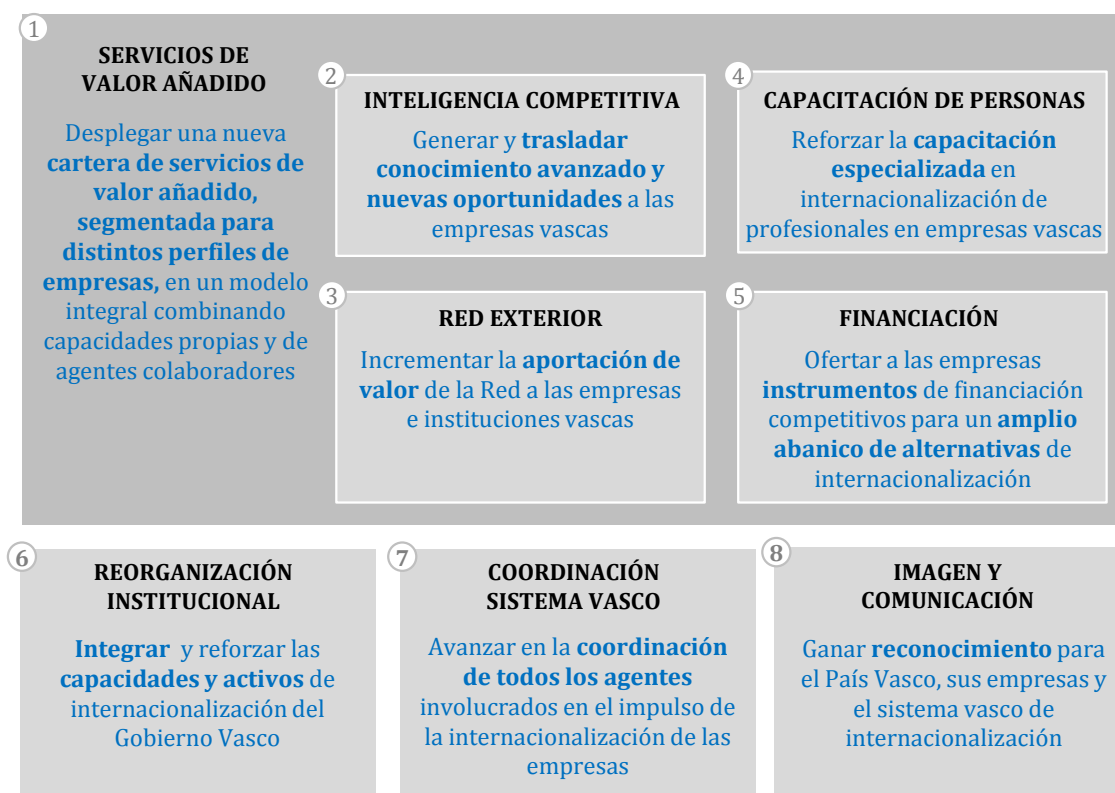 1
SERVICIOS DE
VALOR AÑADIDO
Desplegar una nueva
cartera de servicios de
valor añadido,
segmentada para
distintos perfiles de
empresas, en un modelo
integral combinando
capacidades propias y de
agentes colaboradores
2
INTELIGENCIA COMPETITIVA
Generar y trasladar
conocimiento avanzado y
nuevas oportunidades a las
empresas vascas
3
RED EXTERIOR
Incrementar la aportación de
valor de la Red a las empresas
e instituciones vascas
4
CAPACITACIÓN DE PERSONAS
Reforzar la capacitación
especializada en
internacionalización de
profesionales en empresas vascas
5
FINANCIACIÓN
Ofertar a las empresas
instrumentos de financiación
competitivos para un amplio
abanico de alternativas de
internacionalización
6
REORGANIZACIÓN
INSTITUCIONAL
Integrar y reforzar las
capacidades y activos de
internacionalización del
Gobierno Vasco
7
COORDINACIÓN
SISTEMA VASCO
Avanzar en la coordinación
de todos los agentes
involucrados en el impulso de
la internacionalización de las
empresas
8
IMAGEN Y
COMUNICACIÓN
Ganar reconocimiento para
el País Vasco, sus empresas y
el sistema vasco de
internacionalización